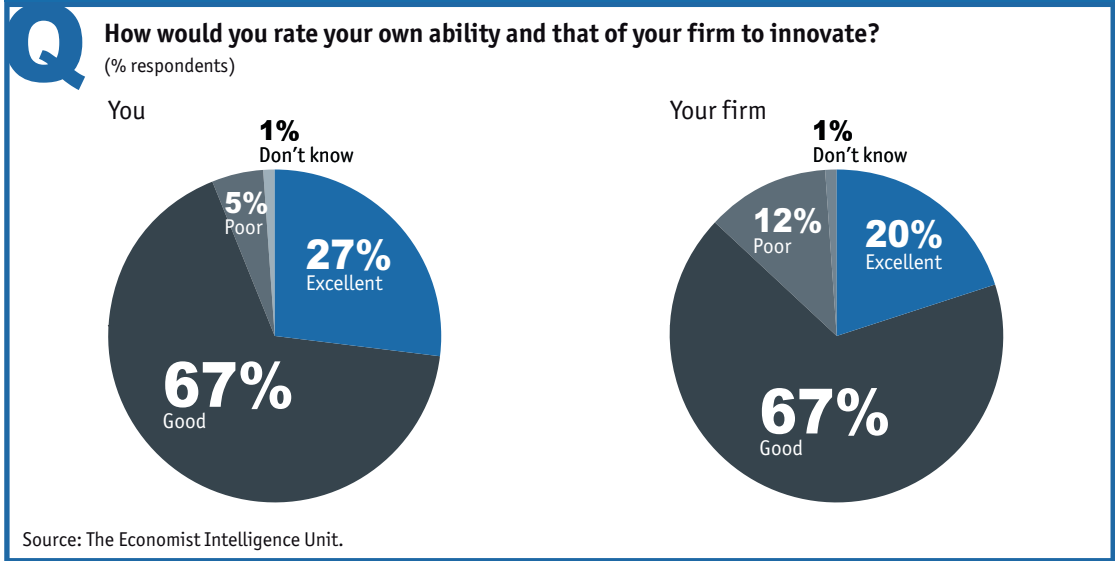 Q
How would you rate your own ability and that of your firm to innovate?
(% respondents)
You
1%
Don't know
5%
Poor
27%
Excellent
67%
Good
Your firm
1%
Don't know
12%
Poor
20%
Excellent
67%
Good
Source: The Economist Intelligence Unit.